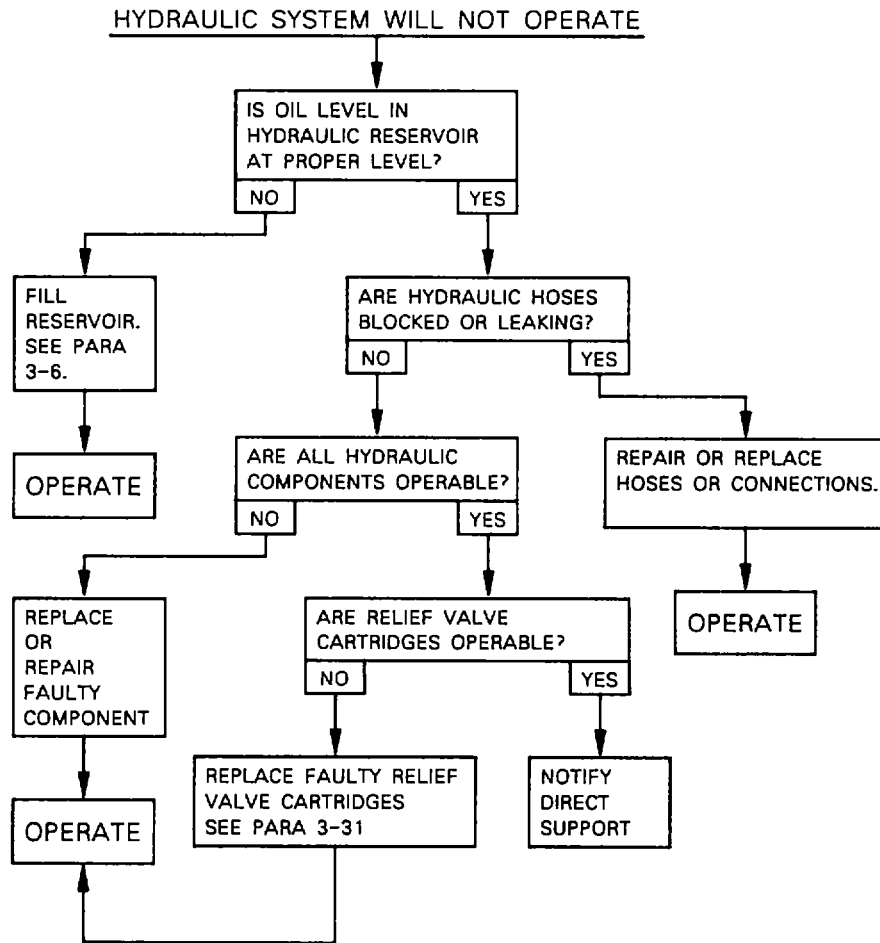 HYDRAULIC SYSTEM WILL NOT OPERATE
IS OIL LEVEL IN
HYDRAULIC RESERVOIR
AT PROPER LEVEL?
NO
YES
FILL
RESERVOIR.
SEE PARA
3-6.
OPERATE
ARE HYDRAULIC HOSES
BLOCKED OR LEAKING?
NO
YES
ARE ALL HYDRAULIC
COMPONENTS OPERABLE?
NO
YES
REPAIR OR REPLACE
HOSES OR CONNECTIONS.
OPERATE
REPLACE
OR
REPAIR
FAULTY
COMPONENT
OPERATE
ARE RELIEF VALVE
CARTRIDGES OPERABLE?
NO
YES
REPLACE FAULTY RELIEF
VALVE CARTRIDGES
SEE PARA 3-31
NOTIFY
DIRECT
SUPPORT